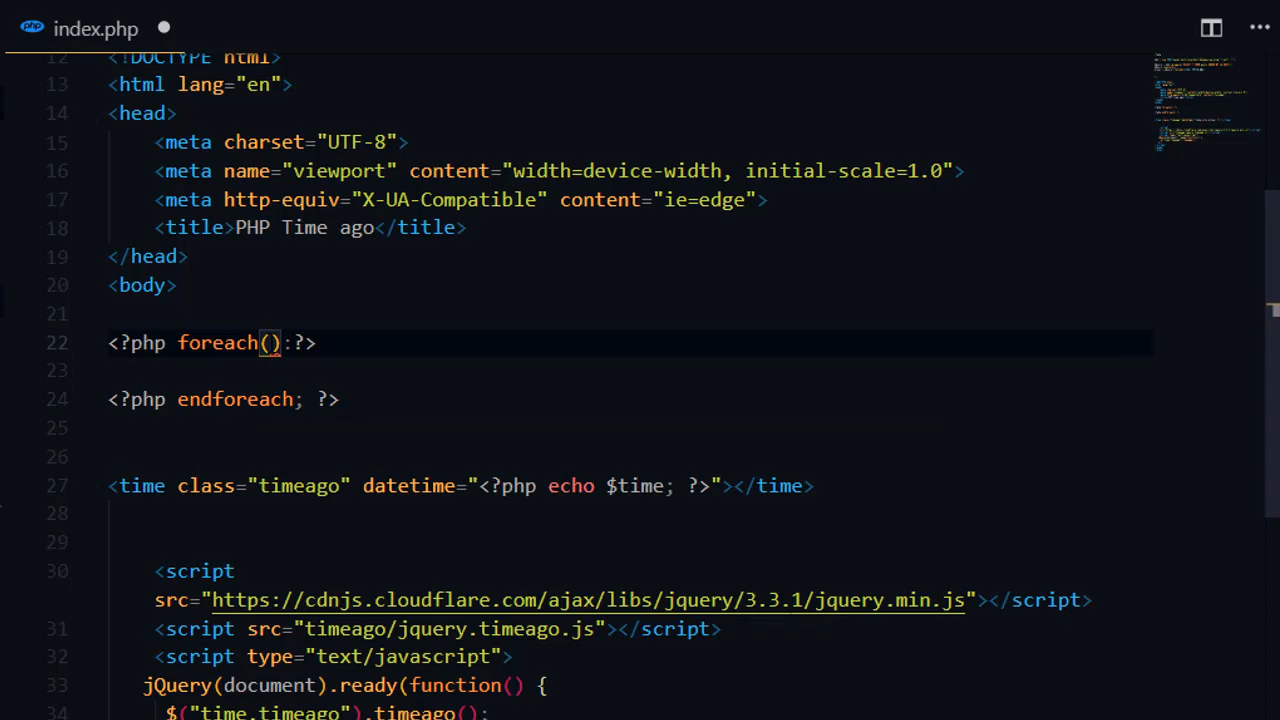 php index.php
12 <!DOCTYPE html>
13 <html lang="en">
14 <head>
15 <meta charset="UTF-8">
16 <meta name="viewport" content="width=device-width, initial-scale=1.0">
17 <meta http-equiv="X-UA-Compatible" content="ie=edge">
18 <title>PHP Time ago</title>
19 </head>
20 <body>
21
22 <?php foreach():?>
23
24 <?php endforeach; ?>
25
26
27 <time class="timeago" datetime="<?php echo $time; ?>"></time>
28
29
30 <script
src="https://cdnjs.cloudflare.com/ajax/libs/jquery/3.3.1/jquery.min.js"></script>
31 <script src="timeago/jquery.timeago.js"></script>
32 <script type="text/javascript">
33 jQuery(document).ready(function() {
34 $("time.timeago").timeago();